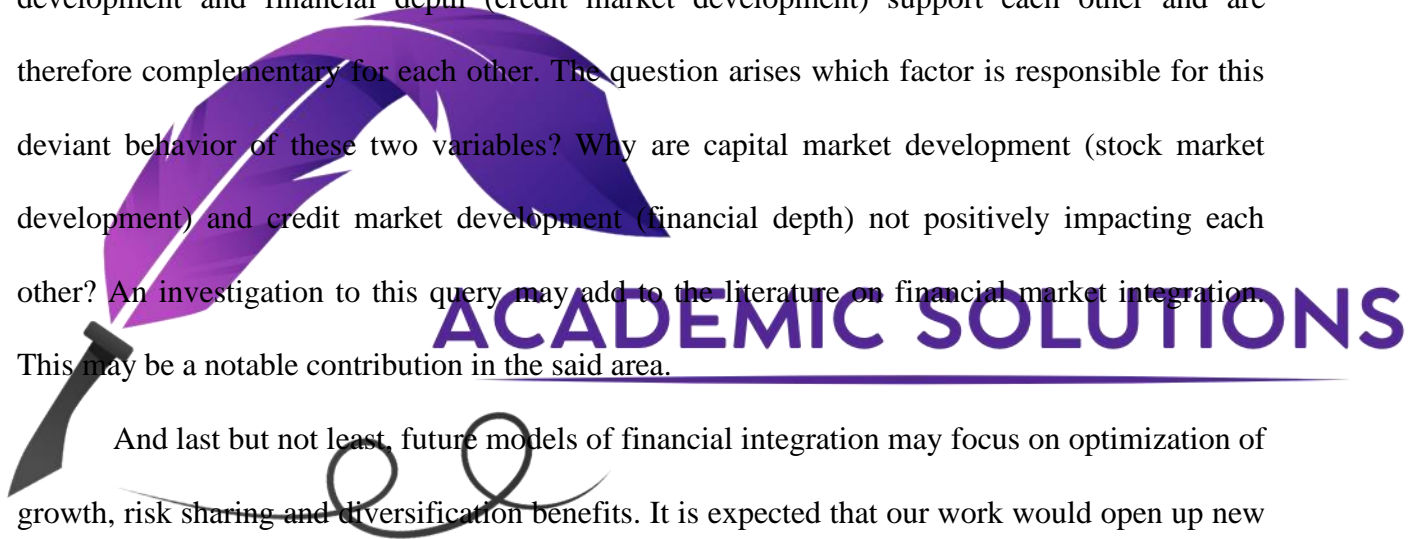 development and financial depth (credit market development) support each other and are
therefore complementary for each other. The question arises which factor is responsible for this
deviant behavior of these two variables? Why are capital market development (stock market
development) and credit market development (financial depth) not positively impacting each
other? An investigation to this query may add to the literature on financial market integration.
ACADEMIC SOLUTIONS
This may be a notable contribution in the said area.
And last but not least, future models of financial integration may focus on optimization of
growth, risk sharing and diversification benefits. It is expected that our work would open up new